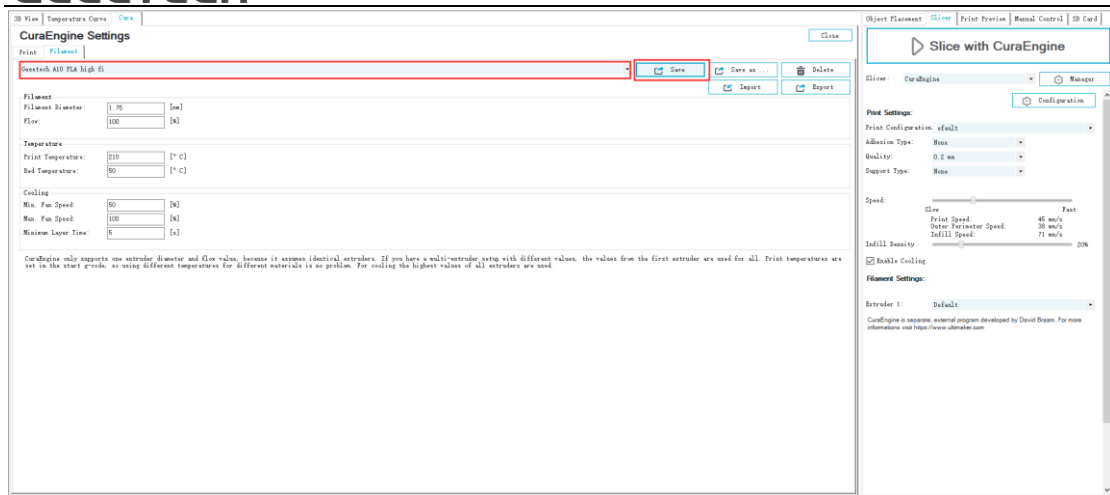 3D View Temperature Curve Cura
CuraEngine Settings
Close
Print Filament
Geeetech A10 PLA high fi
Save
Save as ...
Delete
Import
Export
Filament
Filament Diameter: 1.75 [mm]
Flow: 100 [%]
Temperature
Print Temperature: 210 [° C]
Bed Temperature: 50 [° C]
Cooling
Min. Fan Speed: 50 [%]
Max. Fan Speed: 100 [%]
Minimum Layer Time: 5 [s]
CuraEngine only supports one extruder diameter and flow value, because it assumes identical extruders. If you have a multi-extruder setup with different values, the values from the first extruder are used for all. Print temperatures are
set in the start g-code, so using different temperatures for different materials is no problem. For cooling the highest values of all extruders are used.
Object Placement Slicer Print Preview Manual Control SD Card
Slice with CuraEngine
Slicer: CuraEngine
Manager
Configuration
Print Settings:
Print Configuration: efault
Adhesion Type: None
Quality: 0.2 mm
Support Type: None
Speed:
Slow Fast
Print Speed: 45 mm/s
Outer Perimeter Speed: 38 mm/s
Infill Speed: 71 mm/s
Infill Density 20%
Enable Cooling
Filament Settings:
Extruder 1: Default
CuraEngine is separate, external program developed by David Braam. For more
informations visit https://www.ultimaker.com